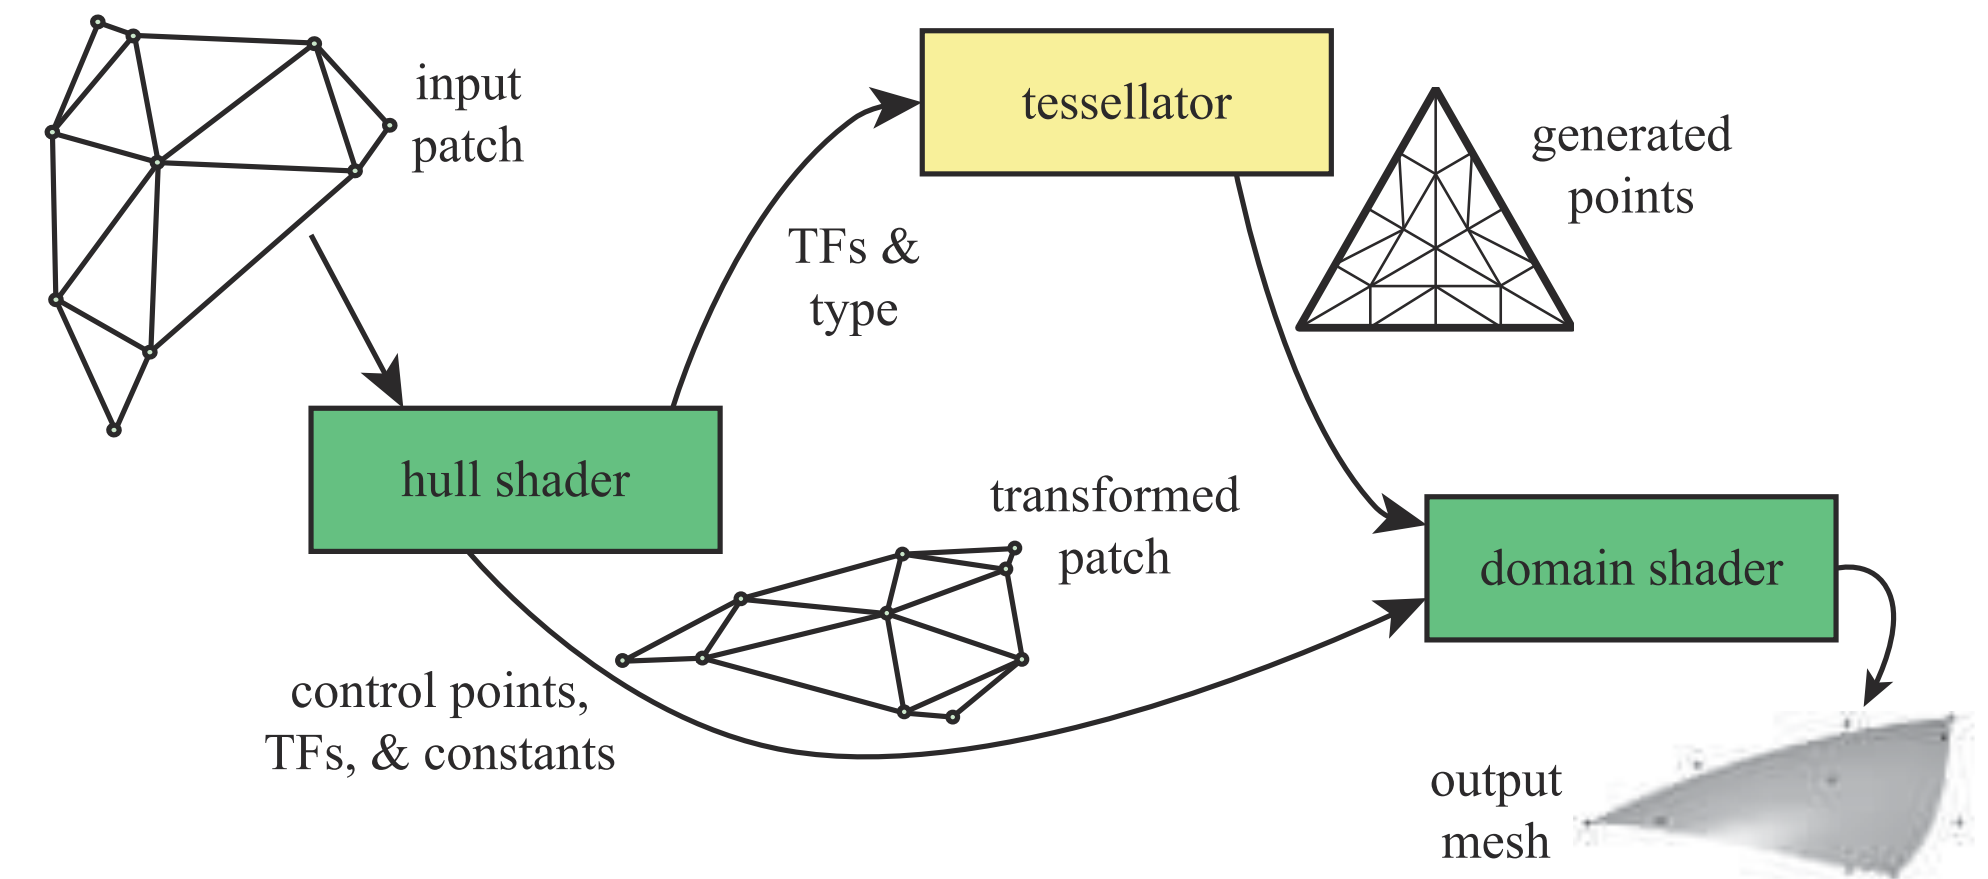 input
patch
tessellator
generated
points
TFs &
type
hull shader
transformed
patch
domain shader
control points,
TFs, & constants
output
mesh